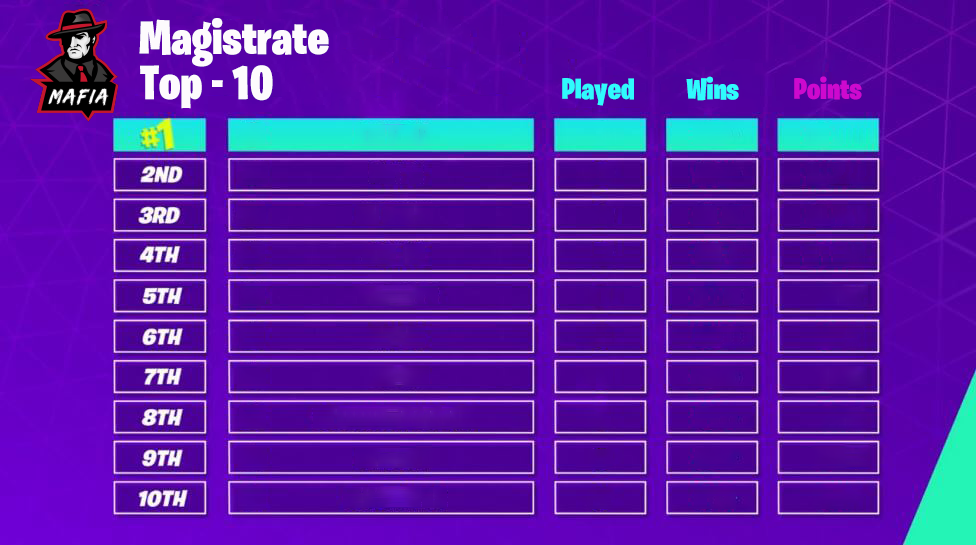 Magistrate
Top - 10
MAFIA
Played Wins Points
#1
2ND
3RD
4TH
5TH
6TH
7TH
8TH
9TH
10TH